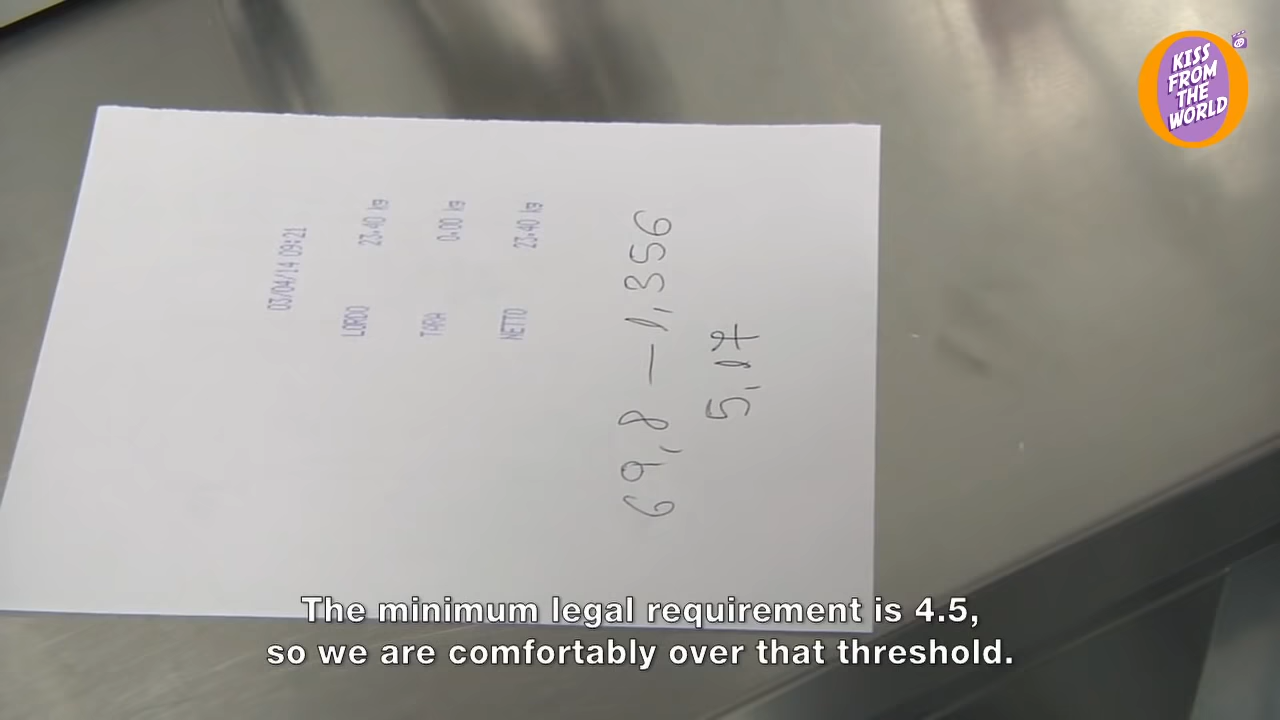 03/04/14 09:21
LORDO 23.40 kg
TARA 0.00 kg
NETTO 23.40 kg
69,8 — 1,356
5,17
KISS
FROM
THE
WORLD
The minimum legal requirement is 4.5,
so we are comfortably over that threshold.